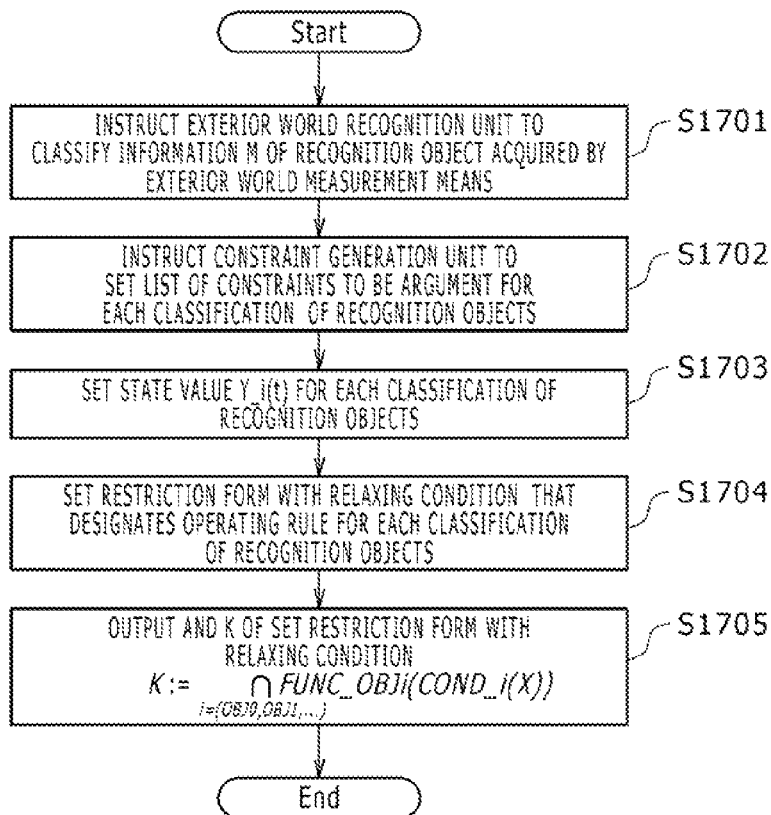 Start
INSTRUCT EXTERIOR WORLD RECOGNITION UNIT TO
CLASSIFY INFORMATION M OF RECOGNITION OBJECT ACQUIRED BY
EXTERIOR WORLD MEASUREMENT MEANS
S1701
INSTRUCT CONSTRAINT GENERATION UNIT TO
SET LIST OF CONSTRAINTS TO BE ARGUMENT FOR
EACH CLASSIFICATION OF RECOGNITION OBJECTS
S1702
SET STATE VALUE Y_i(t) FOR EACH CLASSIFICATION OF
RECOGNITION OBJECTS
S1703
SET RESTRICTION FORM WITH RELAXING CONDITION THAT
DESIGNATES OPERATING RULE FOR EACH CLASSIFICATION
OF RECOGNITION OBJECTS
S1704
OUTPUT AND K OF SET RESTRICTION FORM WITH
RELAXING CONDITION
K := ∩ FUNC_OBJi(COND_i(X))
i={OBJ0,OBJ1,...}
S1705
End